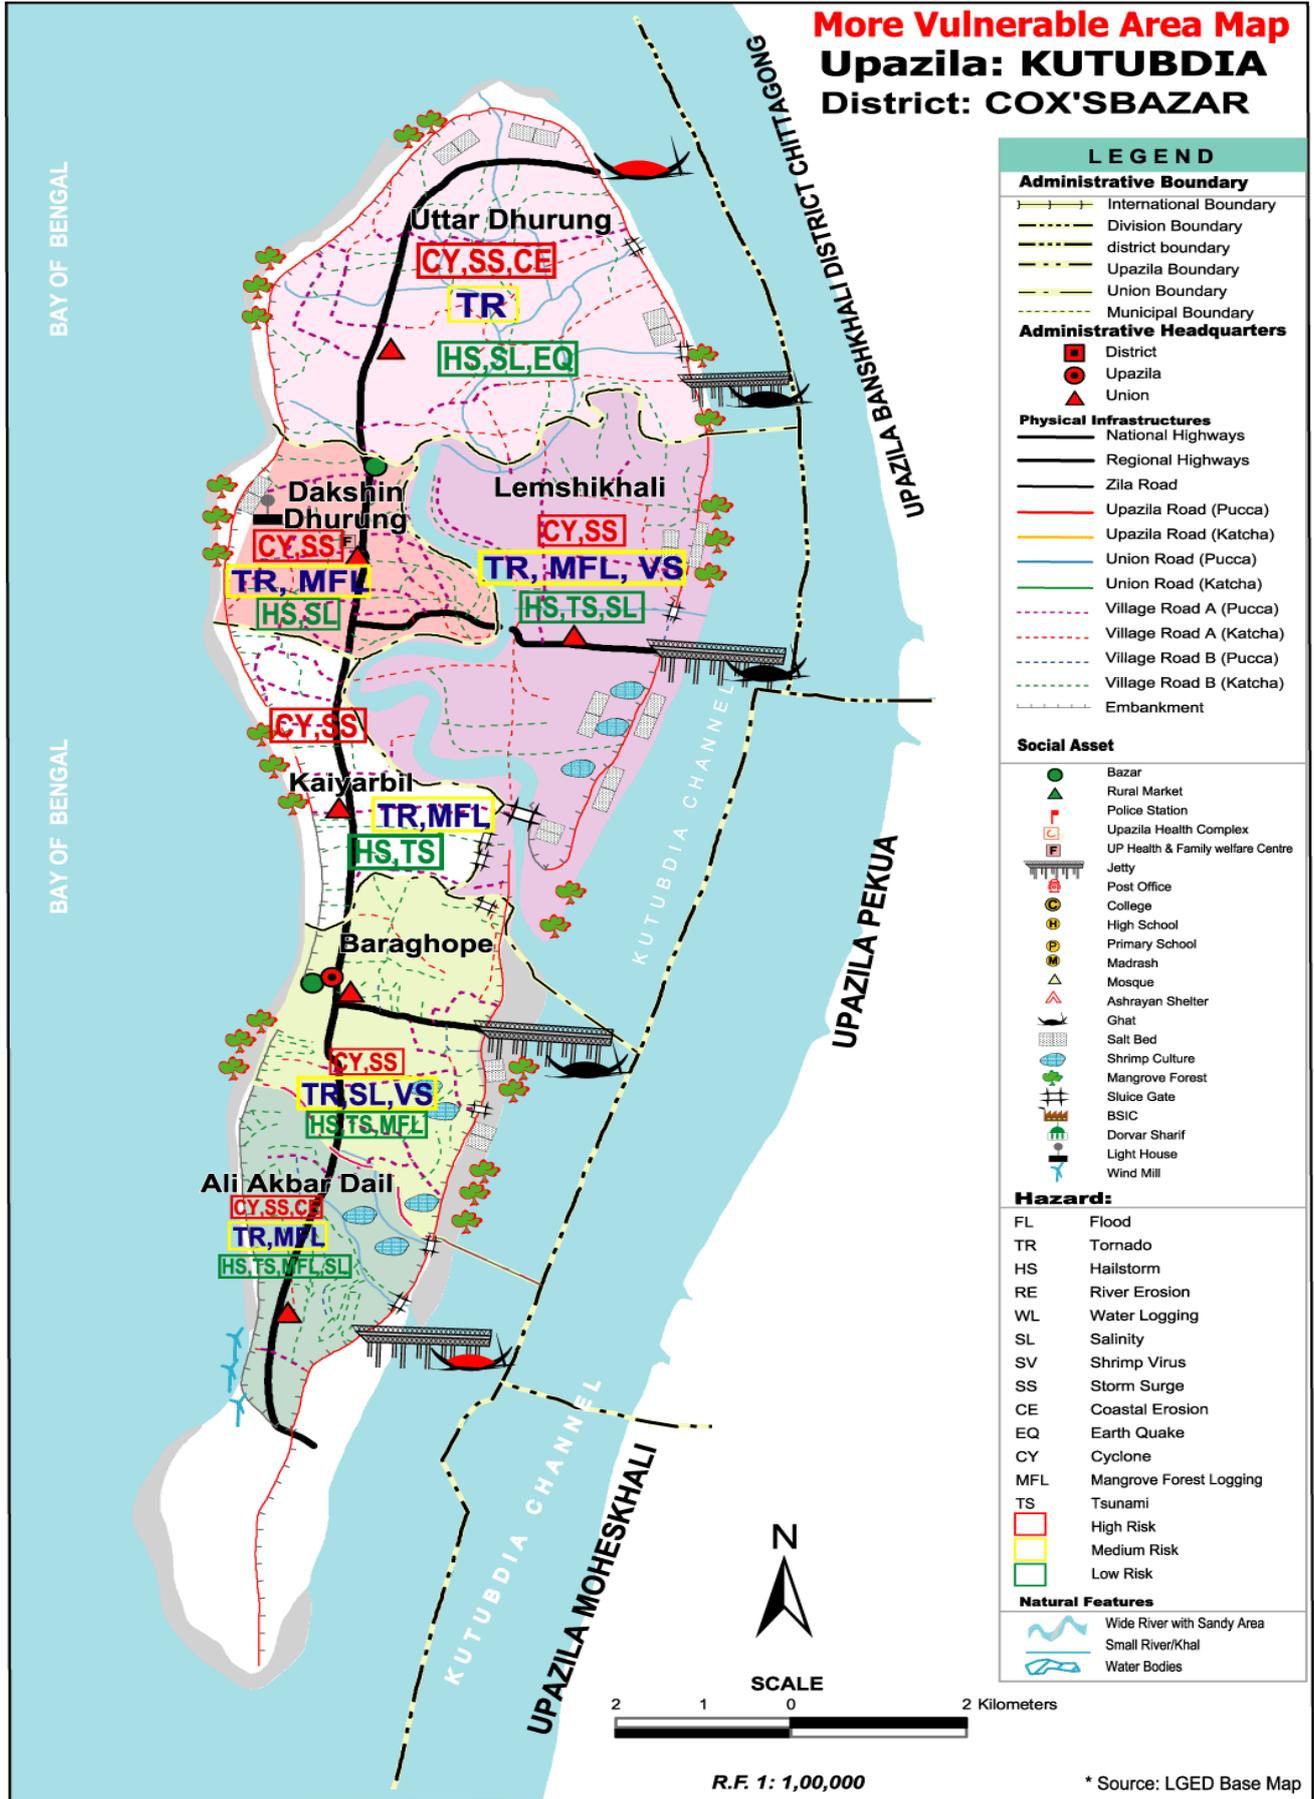 More Vulnerable Area Map
Upazila: KUTUBDIA
District: COX'SBAZAR
BAY OF BENGAL
BAY OF BENGAL
UPAZILA BANSHKHALI DISTRICT CHITTAGONG
UPAZILA PEKUA
UPAZILA MOHESKHALI
KUTUBDIA CHANNEL
KUTUBDIA CHANNEL
Uttar Dhurung
CY,SS,CE
TR
HS,SL,EQ
Dakshin
Dhurung
CY,SS
F
TR, MFL
HS,SL
Lemshikhali
CY,SS
TR, MFL, VS
HS,TS,SL
CY,SS
Kaiyarbil
TR,MFL
HS,TS
Baraghope
CY,SS
TR,SL,VS
HS,TS,MFL
Ali Akbar Dail
CY,SS,CE
TR,MFL
HS,TS,MFL,SL
LEGEND
Administrative Boundary
International Boundary
Division Boundary
district boundary
Upazila Boundary
Union Boundary
Municipal Boundary
Administrative Headquarters
District
Upazila
Union
Physical Infrastructures
National Highways
Regional Highways
Zila Road
Upazila Road (Pucca)
Upazila Road (Katcha)
Union Road (Pucca)
Union Road (Katcha)
Village Road A (Pucca)
Village Road A (Katcha)
Village Road B (Pucca)
Village Road B (Katcha)
Embankment
Social Asset
Bazar
Rural Market
Police Station
Upazila Health Complex
F UP Health & Family welfare Centre
Jetty
Post Office
C College
H High School
P Primary School
M Madrash
Mosque
Ashrayan Shelter
Ghat
Salt Bed
Shrimp Culture
Mangrove Forest
Sluice Gate
BSIC
Dorvar Sharif
Light House
Wind Mill
Hazard:
FL Flood
TR Tornado
HS Hailstorm
RE River Erosion
WL Water Logging
SL Salinity
SV Shrimp Virus
SS Storm Surge
CE Coastal Erosion
EQ Earth Quake
CY Cyclone
MFL Mangrove Forest Logging
TS Tsunami
High Risk
Medium Risk
Low Risk
Natural Features
Wide River with Sandy Area
Small River/Khal
Water Bodies
N
SCALE
2 1 0 2 Kilometers
R.F. 1: 1,00,000
* Source: LGED Base Map